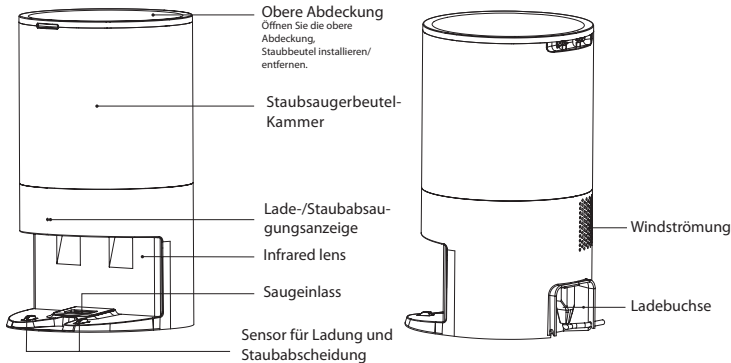 Obere Abdeckung
Öffnen Sie die obere
Abdeckung,
Staubbeutel installieren/
entfernen.
Staubsaugerbeutel-
Kammer
Lade-/Staubabsau-
gungsanzeige
Infrared lens
Saugeinlass
Sensor für Ladung und
Staubabscheidung
Windströmung
Ladebuchse